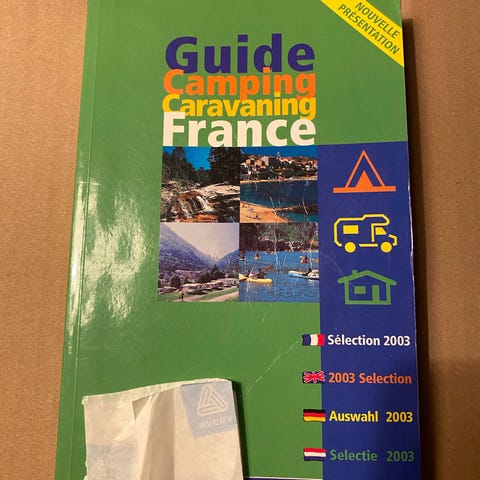 NOUVELLE
PRÉSENTATION
Guide
Camping
Caravaning
France
Sélection 2003
2003 Selection
Auswahl 2003
Selectie 2003
AVERY